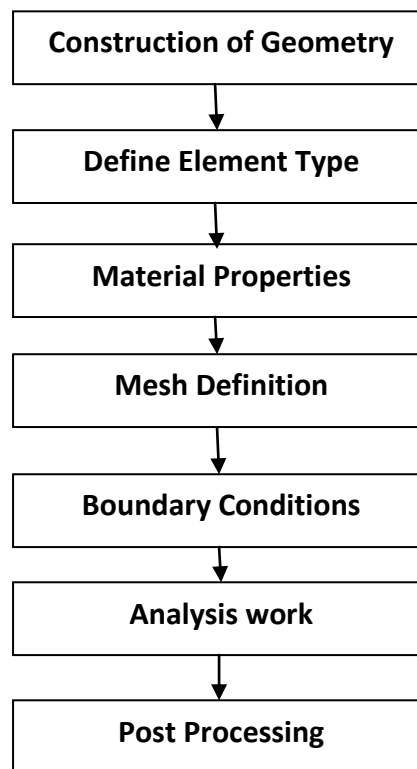 Construction of Geometry
Define Element Type
Material Properties
Mesh Definition
Boundary Conditions
Analysis work
Post Processing